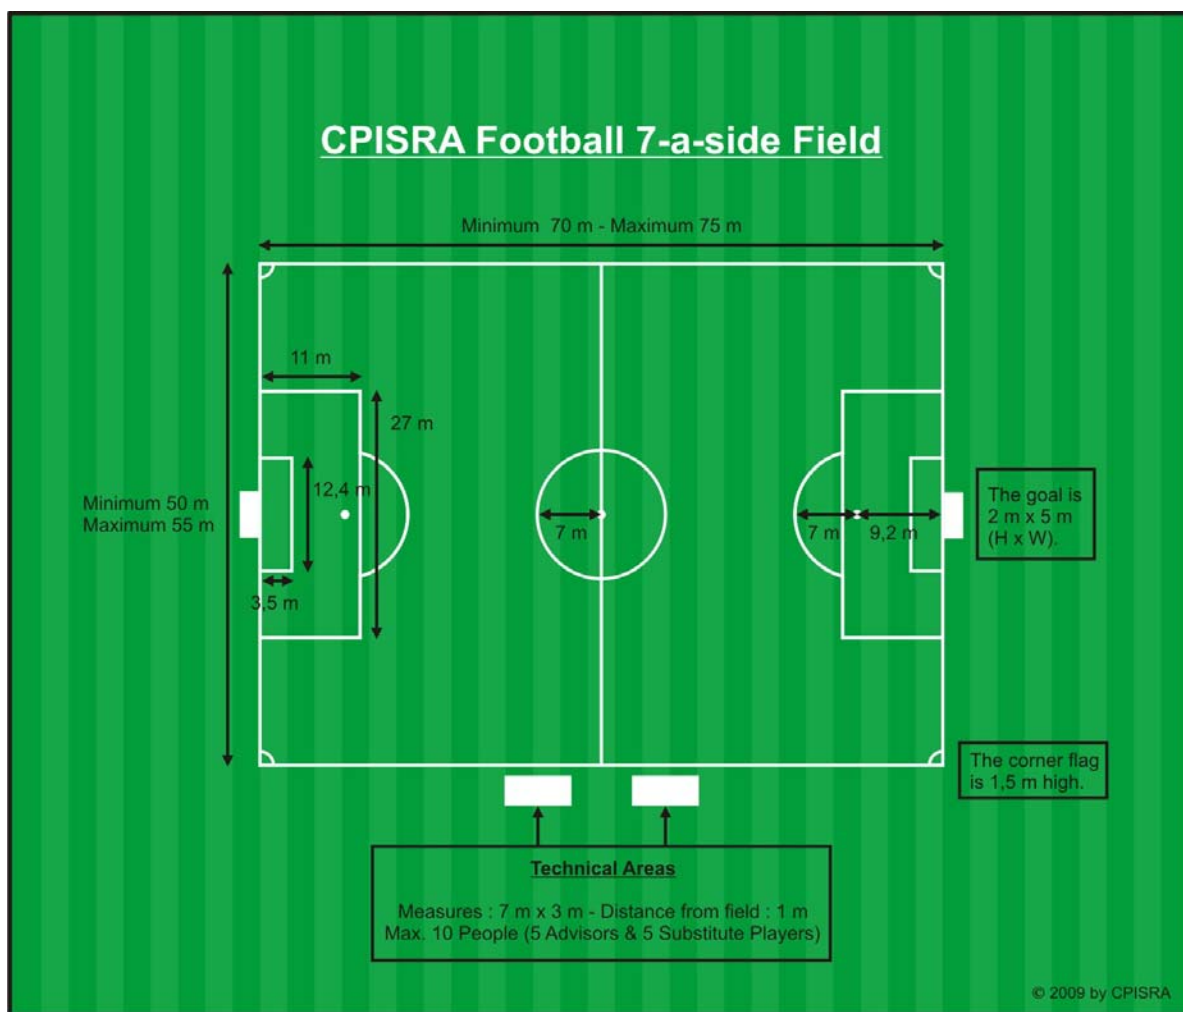 CPISRA Football 7-a-side Field
Minimum  70 m - Maximum 75 m
11 m
27 m
12,4 m
Minimum 50 m
Maximum 55 m
7 m
7 m
9,2 m
The goal is
2 m x 5 m
(H x W).
3,5 m
The corner flag
is 1,5 m high.
Technical Areas
Measures : 7 m x 3 m - Distance from field : 1 m
Max. 10 People (5 Advisors & 5 Substitute Players)
© 2009 by CPISRA